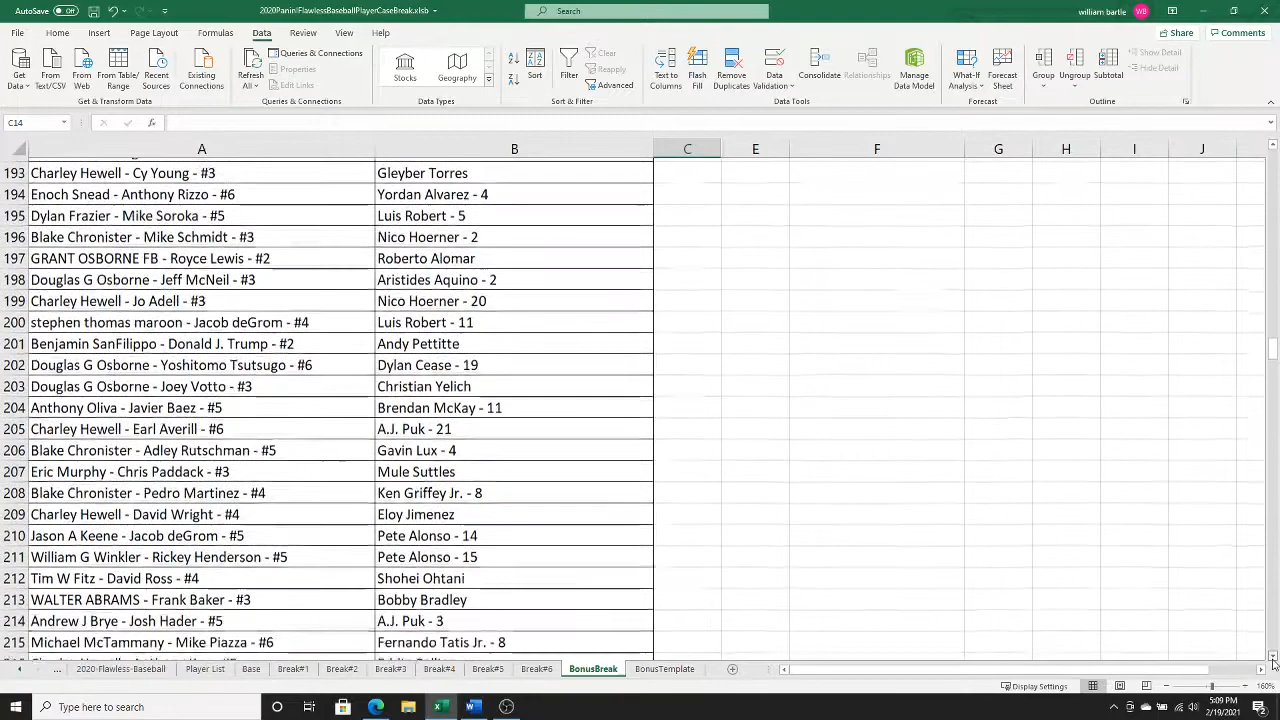 AutoSave Off 2020PaniniFlawlessBaseballPlayerCaseBreak.xlsb Search william bartle WB
File Home Insert Page Layout Formulas Data Review View Help Share Comments
Get Data From Text/CSV From Web From Table/Range Recent Sources Existing Connections Refresh All Queries & Connections Properties Edit Links Stocks Geography Sort Filter Clear Reapply Advanced Text to Columns Flash Fill Remove Duplicates Data Validation Consolidate Relationships Manage Data Model What-If Analysis Forecast Sheet Group Ungroup Subtotal Show Detail Hide Detail
Get & Transform Data Queries & Connections Data Types Sort & Filter Data Tools Forecast Outline
C14 fx
A B C E F G H I J
193 Charley Hewell - Cy Young - #3 Gleyber Torres
194 Enoch Snead - Anthony Rizzo - #6 Yordan Alvarez - 4
195 Dylan Frazier - Mike Soroka - #5 Luis Robert - 5
196 Blake Chronister - Mike Schmidt - #3 Nico Hoerner - 2
197 GRANT OSBORNE FB - Royce Lewis - #2 Roberto Alomar
198 Douglas G Osborne - Jeff McNeil - #3 Aristides Aquino - 2
199 Charley Hewell - Jo Adell - #3 Nico Hoerner - 20
200 stephen thomas maroon - Jacob deGrom - #4 Luis Robert - 11
201 Benjamin SanFilippo - Donald J. Trump - #2 Andy Pettitte
202 Douglas G Osborne - Yoshitomo Tsutsugo - #6 Dylan Cease - 19
203 Douglas G Osborne - Joey Votto - #3 Christian Yelich
204 Anthony Oliva - Javier Baez - #5 Brendan McKay - 11
205 Charley Hewell - Earl Averill - #6 A.J. Puk - 21
206 Blake Chronister - Adley Rutschman - #5 Gavin Lux - 4
207 Eric Murphy - Chris Paddack - #3 Mule Suttles
208 Blake Chronister - Pedro Martinez - #4 Ken Griffey Jr. - 8
209 Charley Hewell - David Wright - #4 Eloy Jimenez
210 Jason A Keene - Jacob deGrom - #5 Pete Alonso - 14
211 William G Winkler - Rickey Henderson - #5 Pete Alonso - 15
212 Tim W Fitz - David Ross - #4 Shohei Ohtani
213 WALTER ABRAMS - Frank Baker - #3 Bobby Bradley
214 Andrew J Brye - Josh Hader - #5 A.J. Puk - 3
215 Michael McTammany - Mike Piazza - #6 Fernando Tatis Jr. - 8
... 2020-Flawless-Baseball Player List Base Break#1 Break#2 Break#3 Break#4 Break#5 Break#6 BonusBreak BonusTemplate
Display Settings 160%
Type here to search 5:09 PM
2/19/2021